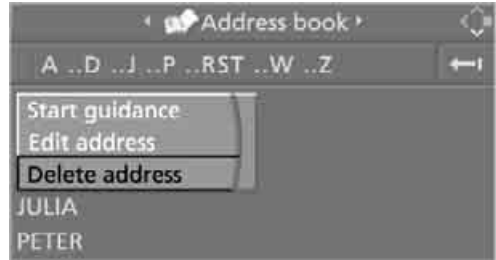 Address book
A ..D ..J ..P ..RST ..W ..Z
Start guidance
Edit address
Delete address
JULIA
PETER